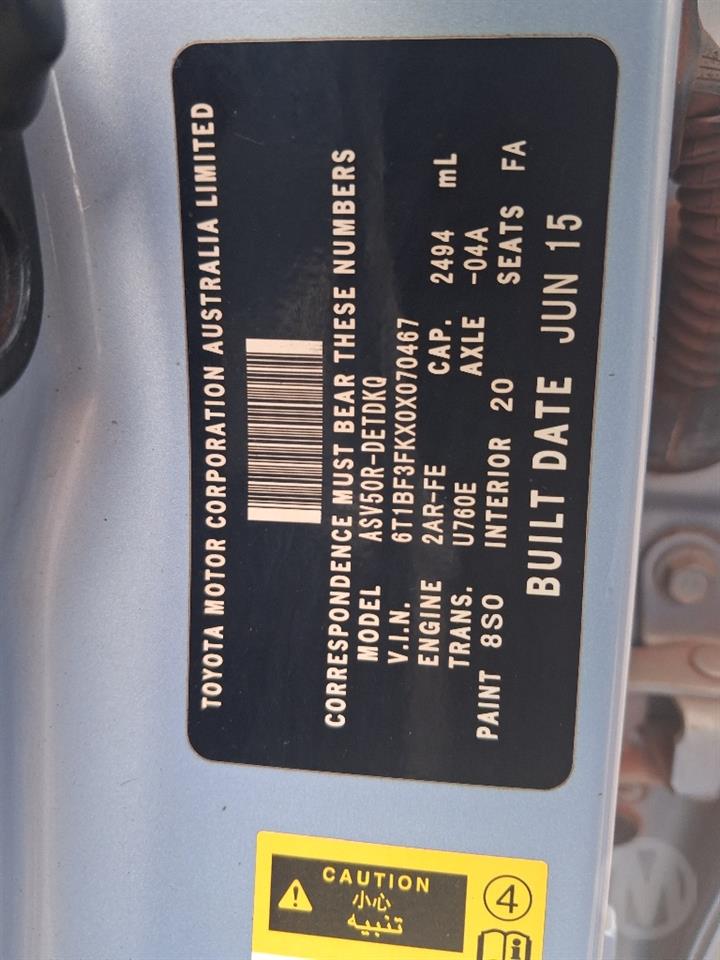 TOYOTA MOTOR CORPORATION AUSTRALIA LIMITED
CORRESPONDENCE MUST BEAR THESE NUMBERS
MODEL ASV50R-DETDKQ
V.I.N. 6T1BF3FKX0X070467
ENGINE 2AR-FE CAP. 2494 mL
TRANS. U760E AXLE -04A
PAINT 8S0 INTERIOR 20 SEATS FA
BUILT DATE JUN 15
CAUTION
小心
تنبيه
4
M